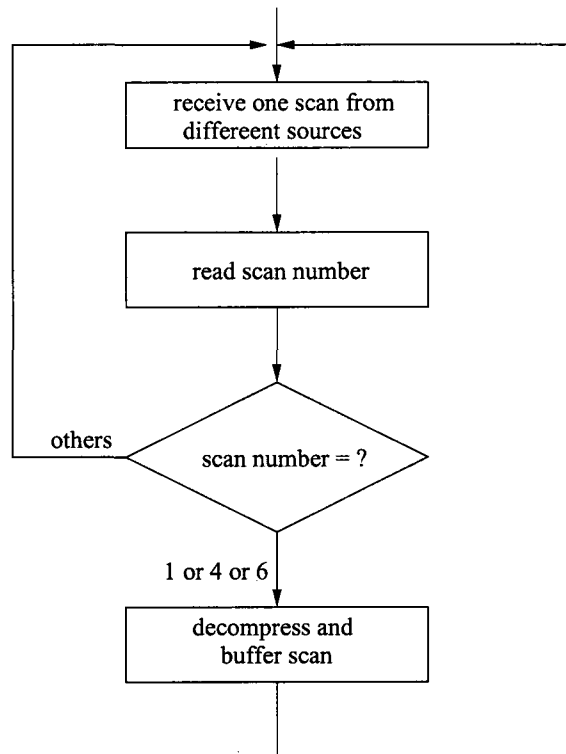 receive one scan from
differeent sources
read scan number
others
scan number = ?
1 or 4 or 6
decompress and
buffer scan